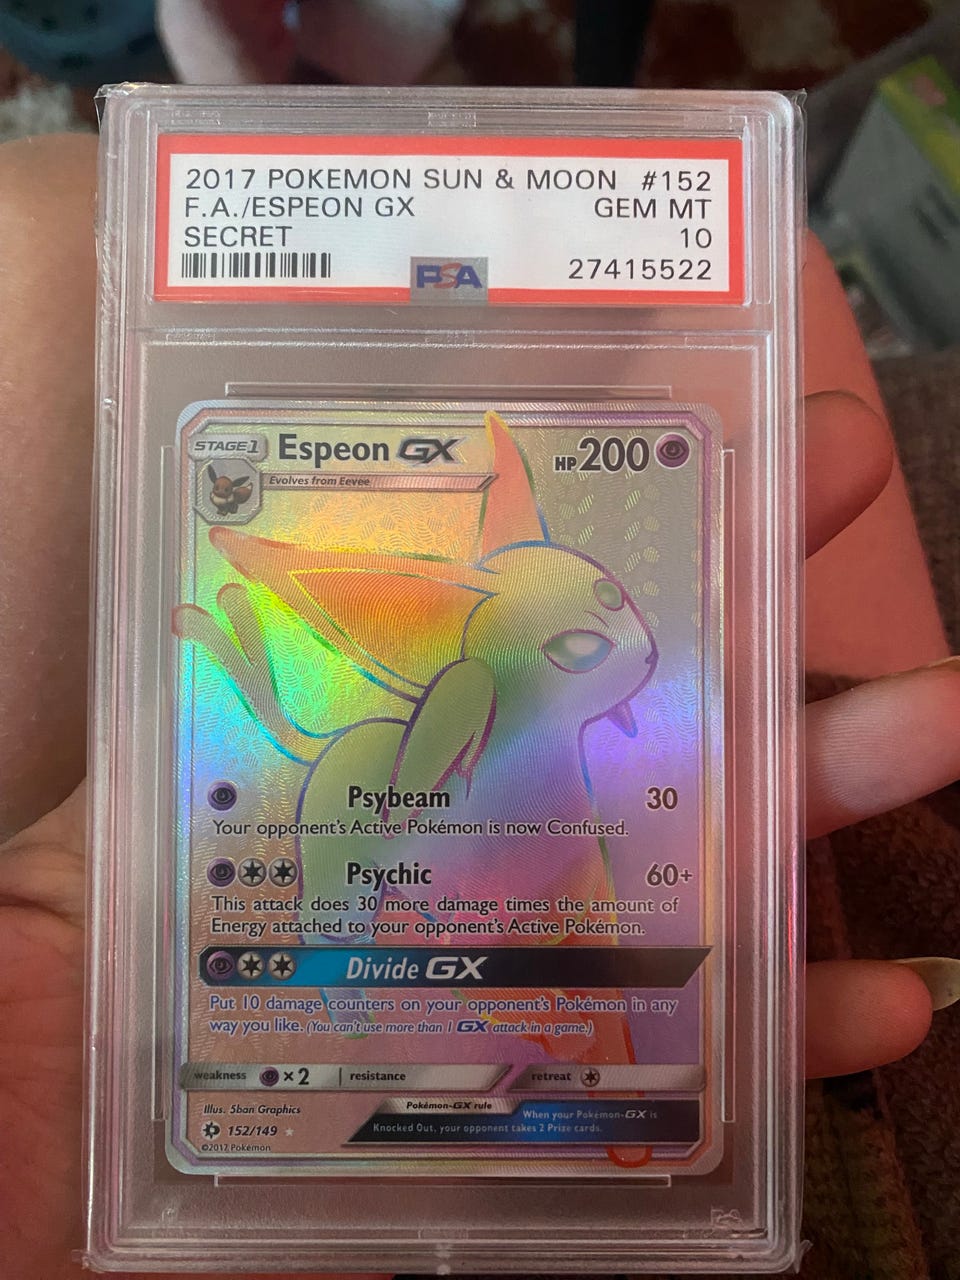 2017 POKEMON SUN & MOON #152
F.A./ESPEON GX GEM MT
SECRET 10
PSA 27415522
STAGE 1 Espeon GX HP 200
Evolves from Eevee
Psybeam 30
Your opponent's Active Pokémon is now Confused.
Psychic 60+
This attack does 30 more damage times the amount of
Energy attached to your opponent's Active Pokémon.
Divide GX
Put 10 damage counters on your opponent's Pokémon in any
way you like. (You can't use more than 1 GX attack in a game.)
weakness ×2 resistance retreat
Illus. 5ban Graphics
Pokémon-GX rule
When your Pokémon-GX is
Knocked Out, your opponent takes 2 Prize cards.
152/149
©2017 Pokémon